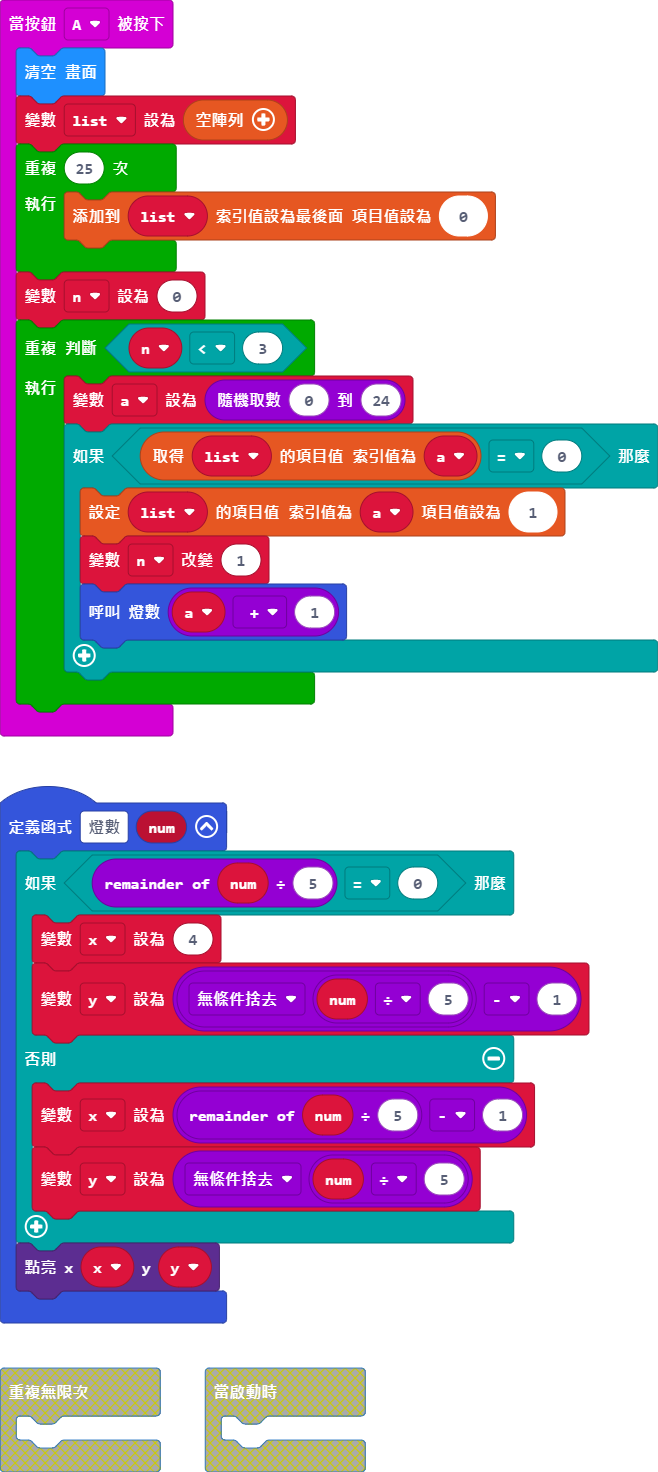 當按鈕 A 被按下
清空 畫面
變數 list 設為 空陣列
重複 25 次
執行 添加到 list 索引值設為最後面 項目值設為 0
變數 n 設為 0
重複 判斷 n < 3
執行 變數 a 設為 隨機取數 0 到 24
如果 取得 list 的項目值 索引值為 a = 0 那麼
設定 list 的項目值 索引值為 a 項目值設為 1
變數 n 改變 1
呼叫 燈數 a + 1
定義函式 燈數 num
如果 remainder of num ÷ 5 = 0 那麼
變數 x 設為 4
變數 y 設為 無條件捨去 num ÷ 5 - 1
否則
變數 x 設為 remainder of num ÷ 5 - 1
變數 y 設為 無條件捨去 num ÷ 5
點亮 x x y y
重複無限次 當啟動時